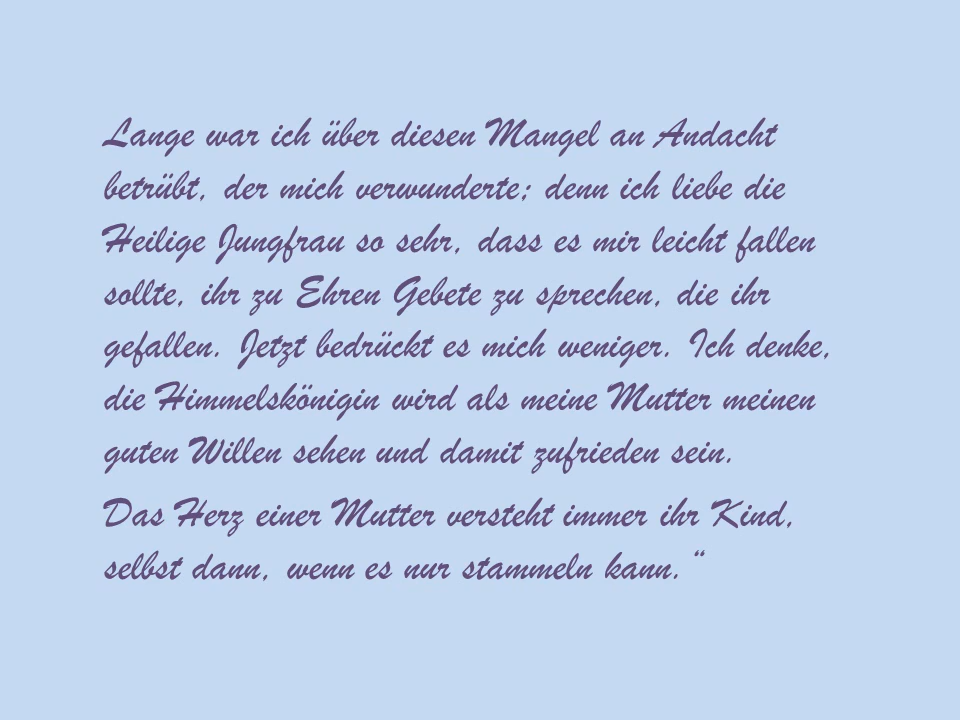 Lange war ich über diesen Mangel an Andacht
betrübt, der mich verwunderte; denn ich liebe die
Heilige Jungfrau so sehr, dass es mir leicht fallen
sollte, ihr zu Ehren Gebete zu sprechen, die ihr
gefallen. Jetzt bedrückt es mich weniger. Ich denke,
die Himmelskönigin wird als meine Mutter meinen
guten Willen sehen und damit zufrieden sein.
Das Herz einer Mutter versteht immer ihr Kind,
selbst dann, wenn es nur stammeln kann.“